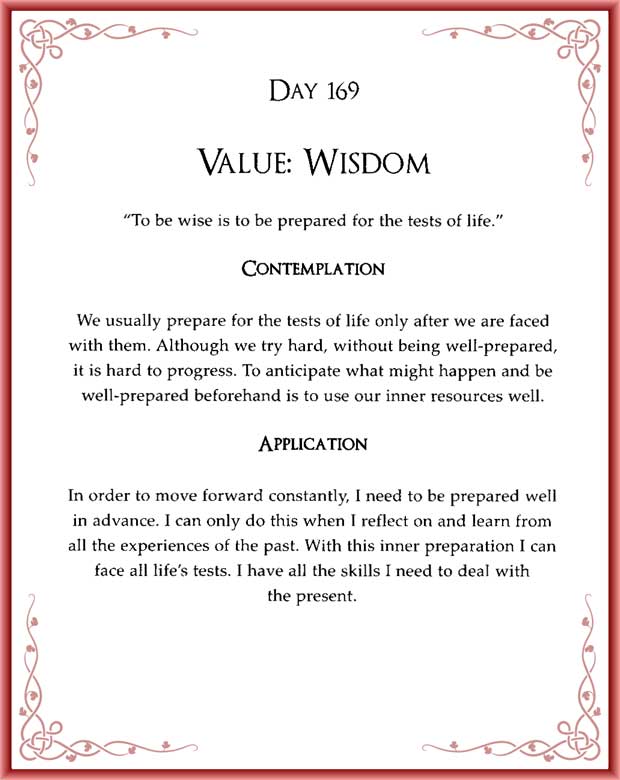 Day 169
Value: Wisdom
“To be wise is to be prepared for the tests of life.”
Contemplation
We usually prepare for the tests of life only after we are faced
with them. Although we try hard, without being well-prepared,
it is hard to progress. To anticipate what might happen and be
well-prepared beforehand is to use our inner resources well.
Application
In order to move forward constantly, I need to be prepared well
in advance. I can only do this when I reflect on and learn from
all the experiences of the past. With this inner preparation I can
face all life’s tests. I have all the skills I need to deal with
the present.